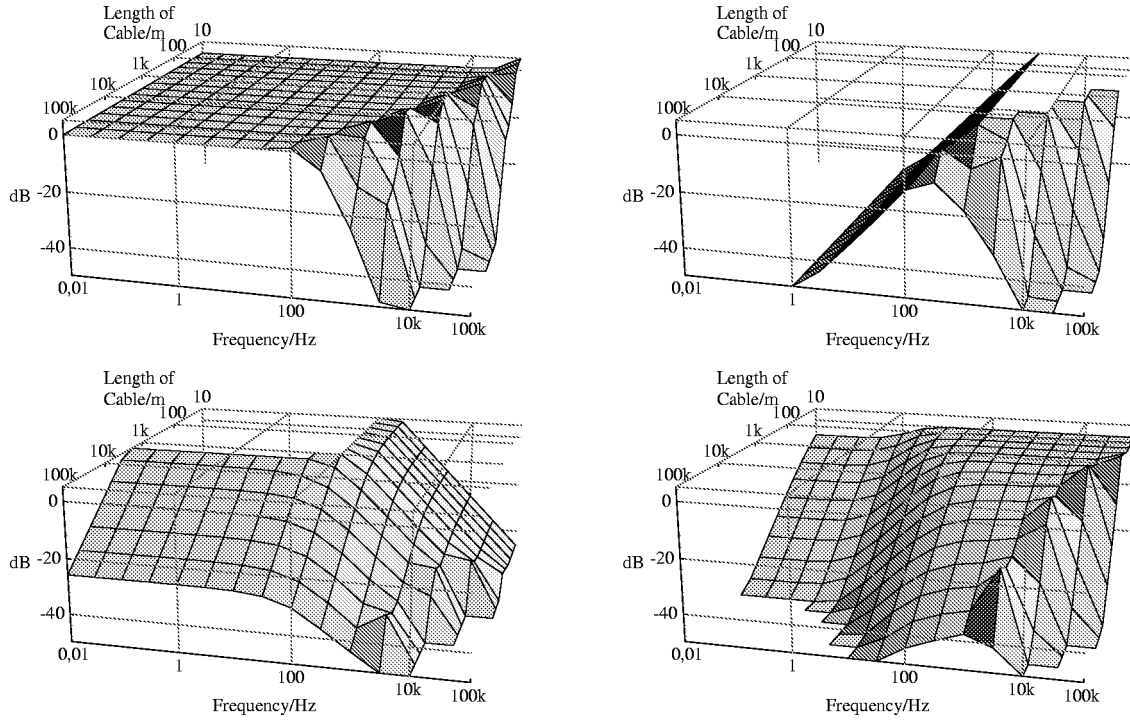 Length of
Cable/m
10
100
1k
10k
100k
0
-20
dB
-40
0,01
1
100
10k
100k
Frequency/Hz
Length of
Cable/m
10
100
1k
10k
100k
0
-20
dB
-40
0,01
1
100
10k
100k
Frequency/Hz
Length of
Cable/m
10
100
1k
10k
100k
0
-20
dB
-40
0,01
1
100
10k
100k
Frequency/Hz
Length of
Cable/m
10
100
1k
10k
100k
0
-20
dB
-40
0,01
1
100
10k
100k
Frequency/Hz